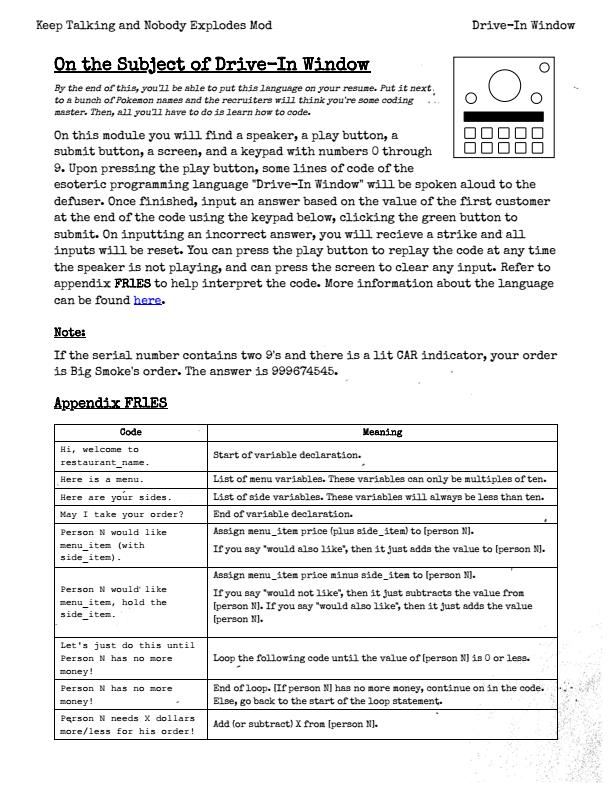 Keep Talking and Nobody Explodes Mod
Drive-In Window
On the Subject of Drive-In Window
By the end of this, you'll be able to put this language on your resume. Put it next
to a bunch of Pokemon names and the recruiters will think you're some coding
master. Then, all you'll have to do is learn how to code.
On this module you will find a speaker, a play button, a
submit button, a screen, and a keypad with numbers 0 through
9. Upon pressing the play button, some lines of code of the
esoteric programming language "Drive-In Window" will be spoken aloud to the
defuser. Once finished, input an answer based on the value of the first customer
at the end of the code using the keypad below, clicking the green button to
submit. On inputting an incorrect answer, you will recieve a strike and all
inputs will be reset. You can press the play button to replay the code at any time
the speaker is not playing, and can press the screen to clear any input. Refer to
appendix FR1ES to help interpret the code. More information about the language
can be found here.
Note:
If the serial number contains two 9's and there is a lit CAR indicator, your order
is Big Smoke's order. The answer is 999674545.
Appendix FR1ES
Code
Meaning
Hi, welcome to
restaurant_name.
Start of variable declaration.
Here is a menu.
List of menu variables. These variables can only be multiples of ten.
Here are your sides.
List of side variables. These variables will always be less than ten.
May I take your order?
End of variable declaration.
Person N would like
menu_item (with
side_item).
Assign menu_item price (plus side_item) to [person N].
If you say "would also like", then it just adds the value to [person N].
Person N would like
menu_item, hold the
side_item.
Assign menu_item price minus side_item to [person N].
If you say "would not like", then it just subtracts the value from
[person N]. If you say "would also like", then it just adds the value
[person N].
Let's just do this until
Person N has no more
money!
Loop the following code until the value of [person N] is 0 or less.
Person N has no more
money!
End of loop. [If person N] has no more money, continue on in the code.
Else, go back to the start of the loop statement.
Person N needs X dollars
more/less for his order!
Add (or subtract) X from [person N].